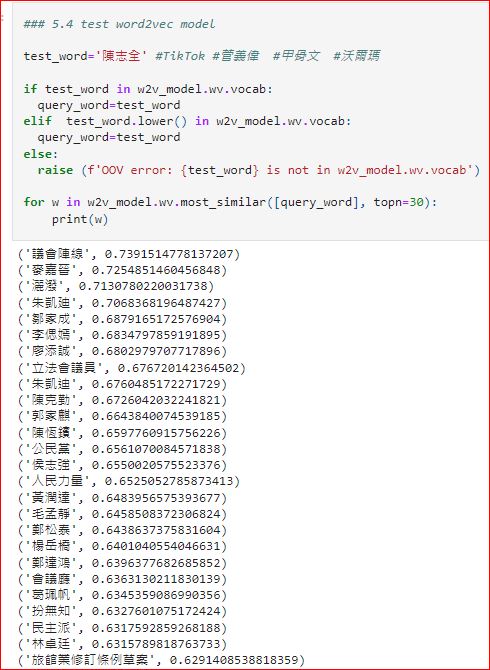 ### 5.4 test word2vec model
test_word='陳志全' #TikTok #菅義偉 #甲骨文 #沃爾瑪
if test_word in w2v_model.wv.vocab:
query_word=test_word
elif test_word.lower() in w2v_model.wv.vocab:
query_word=test_word
else:
raise (f'OOV error: {test_word} is not in w2v_model.wv.vocab')
for w in w2v_model.wv.most_similar([query_word], topn=30):
print(w)
('議會陣線', 0.7391514778137207)
('麥嘉晉', 0.7254851460456848)
('灑潑', 0.7130780220031738)
('朱凱迪', 0.7068368196487427)
('鄒家成', 0.6879165172576904)
('李偲嫣', 0.6834797859191895)
('廖添誠', 0.6802979707717896)
('立法會議員', 0.676720142364502)
('朱凱廸', 0.6760485172271729)
('陳克勤', 0.6726042032241821)
('郭家麒', 0.6643840074539185)
('陳恒鑌', 0.6597760915756226)
('公民黨', 0.6561070084571838)
('侯志強', 0.6550020575523376)
('人民力量', 0.6525052785873413)
('黃潤達', 0.6483956575393677)
('毛孟靜', 0.6458508372306824)
('鄭松泰', 0.6438637375831604)
('楊岳橋', 0.6401040554046631)
('鄭達鴻', 0.6396377682685852)
('會議廳', 0.6363130211830139)
('葛珮帆', 0.6345359086990356)
('扮無知', 0.6327601075172424)
('民主派', 0.6317592859268188)
('林卓廷', 0.6315789818763733)
('旅館業修訂條例草案', 0.6291408538818359)